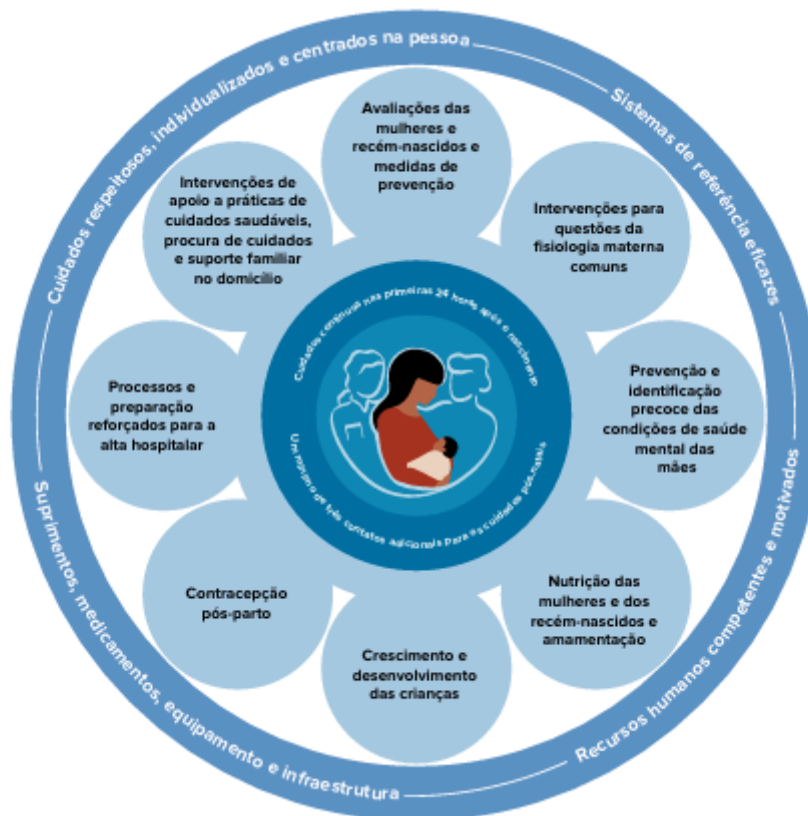 Cuidados respeitosos, individualizados e centrados na pessoa
Sistemas de referência eficazes
Recursos humanos competentes e motivados
Suprimentos, medicamentos, equipamento e infraestrutura
Avaliações das
mulheres e
recém-nascidos e
medidas de
prevenção
Intervenções para
questões da
fisiologia materna
comuns
Prevenção e
identificação
precoce das
condições de saúde
mental das
mães
Nutrição das
mulheres e dos
recém-nascidos e
amamentação
Crescimento e
desenvolvimento
das crianças
Contracepção
pós-parto
Processos e
preparação
reforçados para a
alta hospitalar
Intervenções de
apoio a práticas de
cuidados saudáveis,
procura de cuidados
e suporte familiar
no domicílio
Cuidados contínuos nas primeiras 24 horas após o nascimento
Um mínimo de três contatos adicionais para os cuidados pós-natais